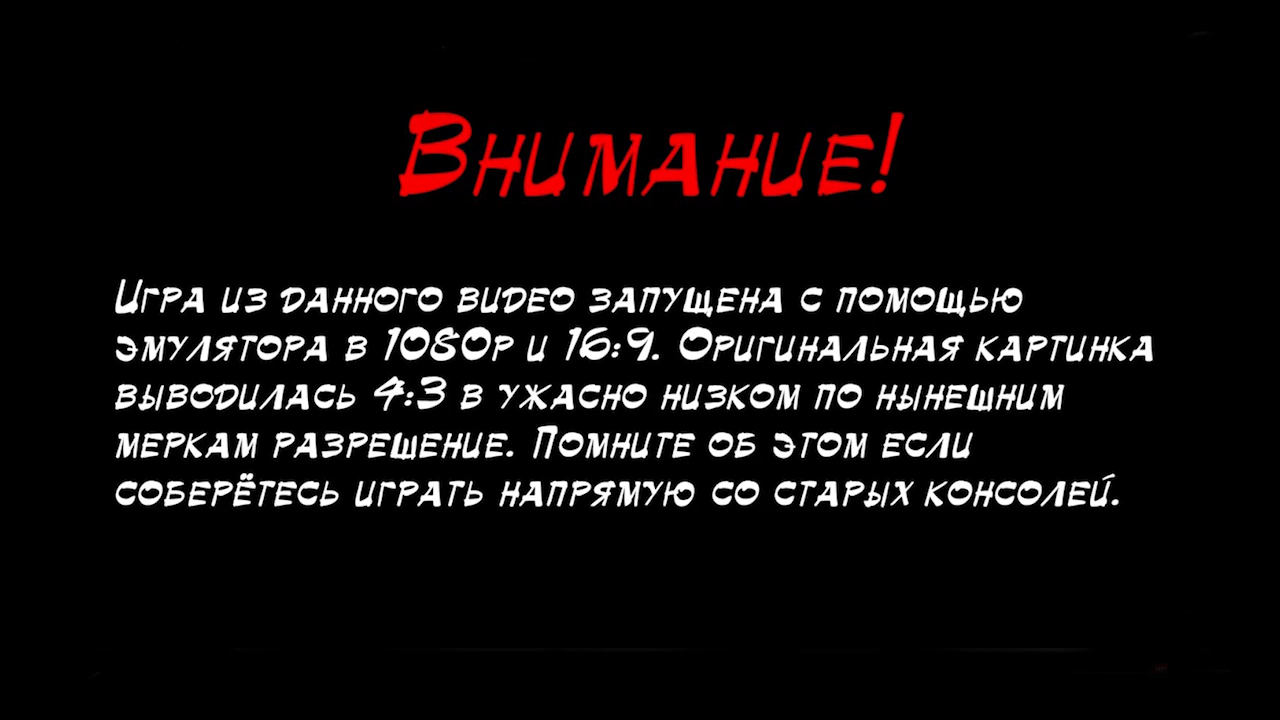 Внимание!
Игра из данного видео запущена с помощью
эмулятора в 1080p и 16:9. Оригинальная картинка
выводилась 4:3 в ужасно низком по нынешним
меркам разрешение. Помните об этом если
соберётесь играть напрямую со старых консолей.